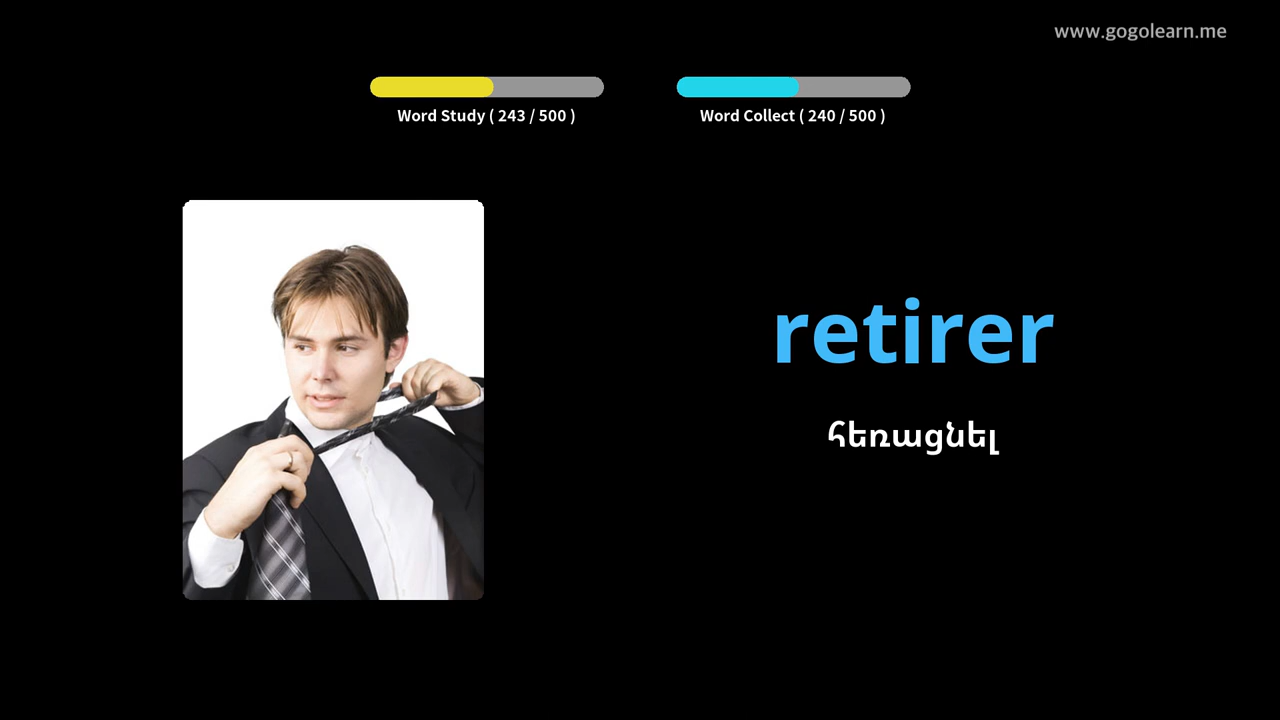 www.gogolearn.me
Word Study ( 243 / 500 )
Word Collect ( 240 / 500 )
retirer
հեռացնել